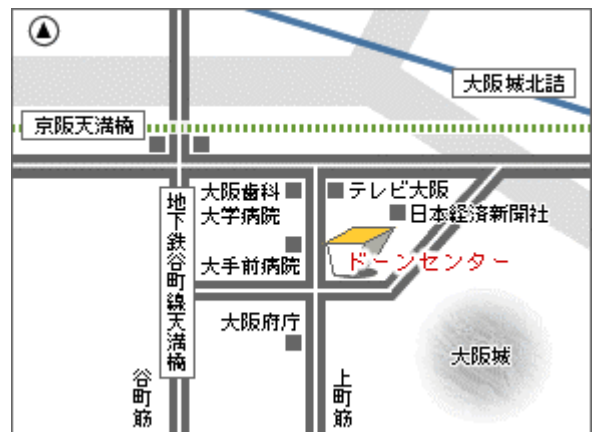 大阪城北詰
京阪天満橋
大阪歯科
大学病院
テレビ大阪
日本経済新聞社
地下鉄谷町線天満橋
大手前病院
ドーンセンター
大阪府庁
大阪城
谷町筋
上町筋